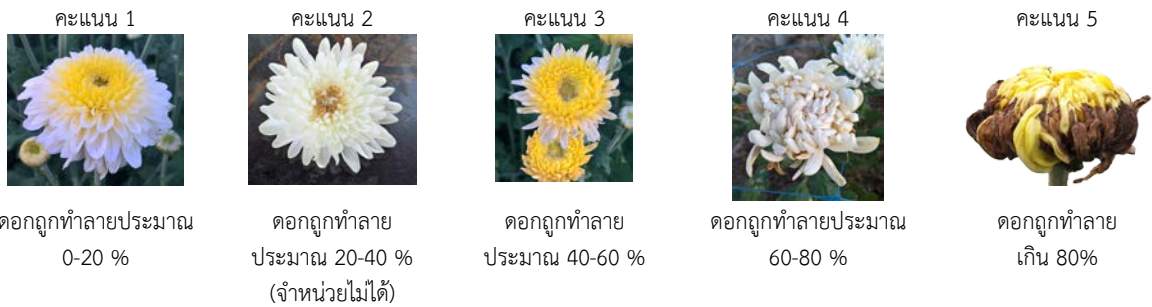 คะแนน 1
คะแนน 2
คะแนน 3
คะแนน 4
คะแนน 5
ดอกถูกทำลายประมาณ
0-20 %
ดอกถูกทำลาย
ประมาณ 20-40 %
(จำหน่วยไม่ได้)
ดอกถูกทำลาย
ประมาณ 40-60 %
ดอกถูกทำลายประมาณ
60-80 %
ดอกถูกทำลาย
เกิน 80%